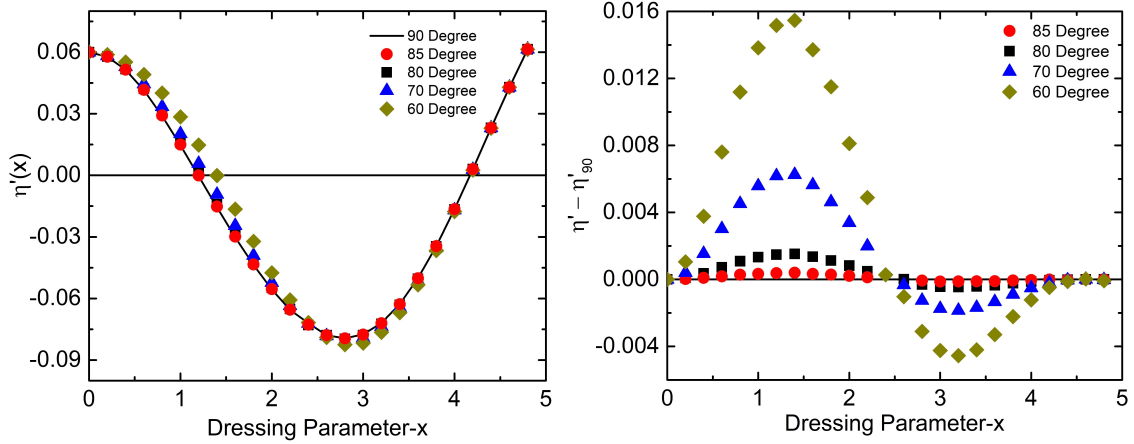 0.06
0.03
0.00
-0.03
-0.06
-0.09
η'(x)
90 Degree
85 Degree
80 Degree
70 Degree
60 Degree
0 1 2 3 4 5
Dressing Parameter-x
0.016
0.012
0.008
0.004
0.000
-0.004
η' − η'90
85 Degree
80 Degree
70 Degree
60 Degree
0 1 2 3 4 5
Dressing Parameter-x